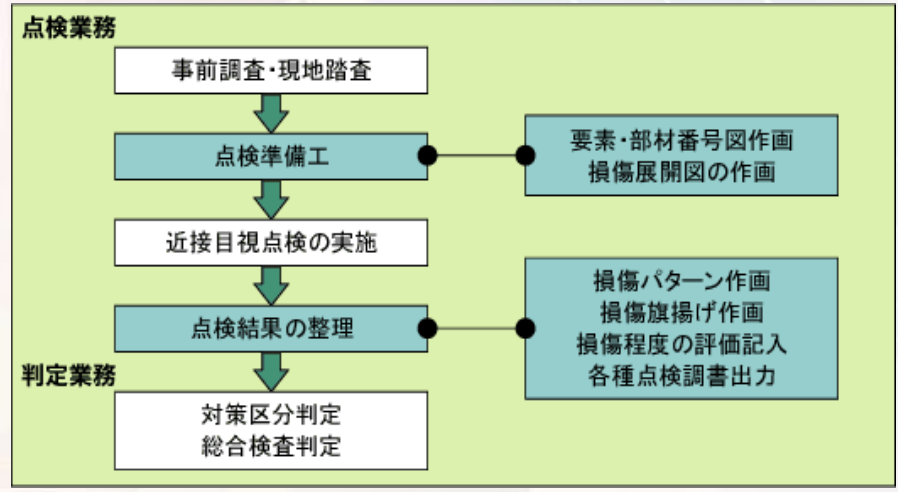 点検業務
事前調査・現地踏査
点検準備工
要素・部材番号図作画
損傷展開図の作画
近接目視点検の実施
点検結果の整理
損傷パターン作画
損傷旗揚げ作画
損傷程度の評価記入
各種点検調書出力
判定業務
対策区分判定
総合検査判定